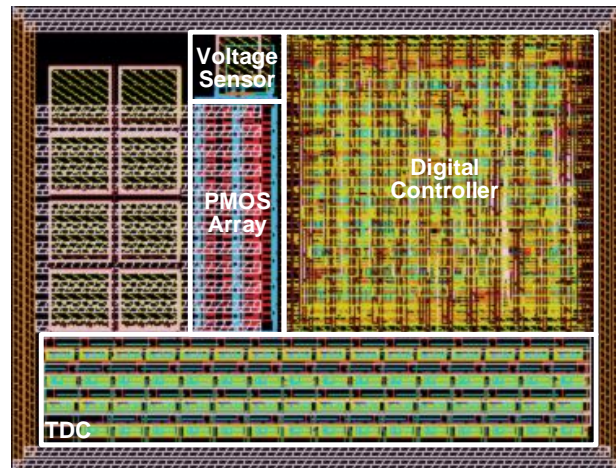 Voltage
Sensor
Digital
Controller
PMOS
Array
TDC